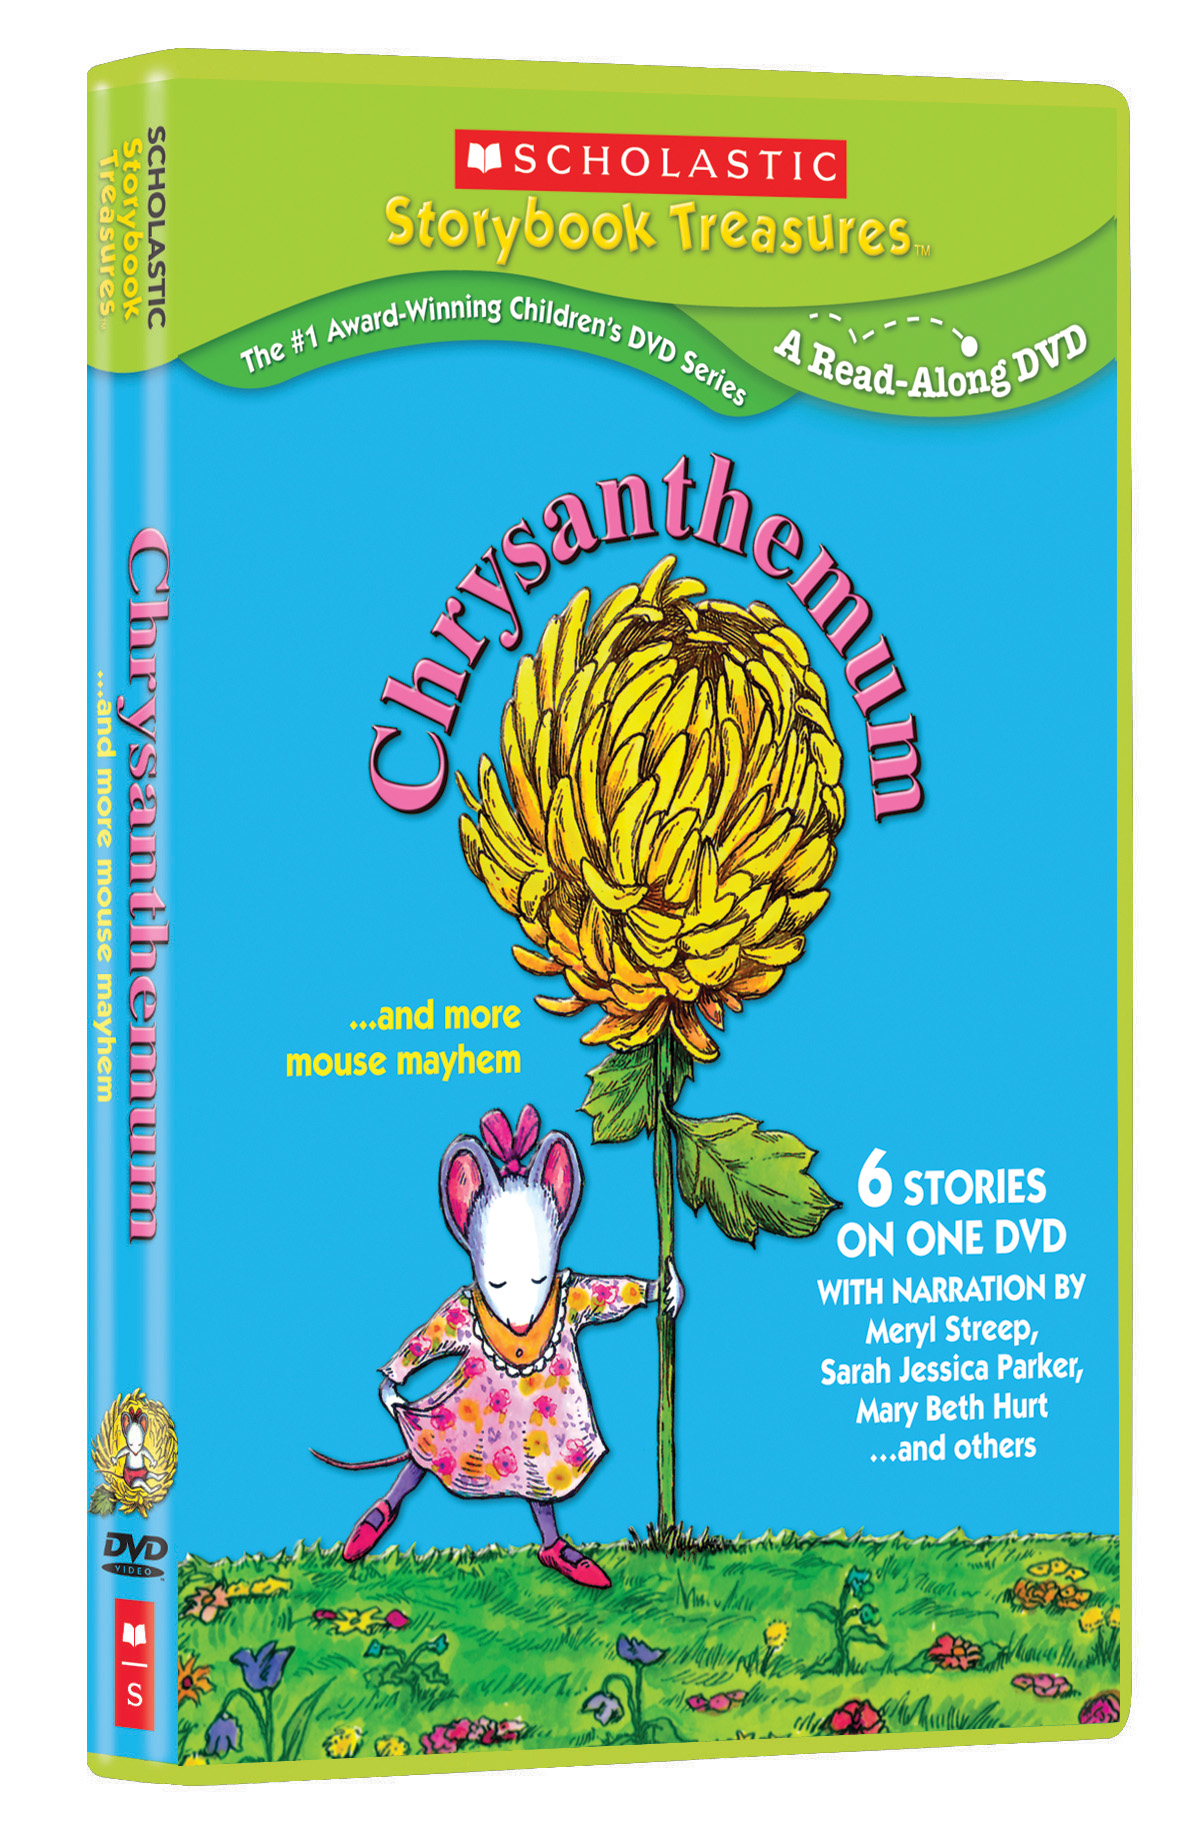 SCHOLASTIC
Storybook Treasures™
The #1 Award-Winning Children's DVD Series
A Read-Along DVD
Chrysanthemum
...and more
mouse mayhem
6 STORIES
ON ONE DVD
WITH NARRATION BY
Meryl Streep,
Sarah Jessica Parker,
Mary Beth Hurt
...and others
SCHOLASTIC
Storybook
Treasures™
Chrysanthemum
...and more mouse mayhem
DVD
VIDEO
S